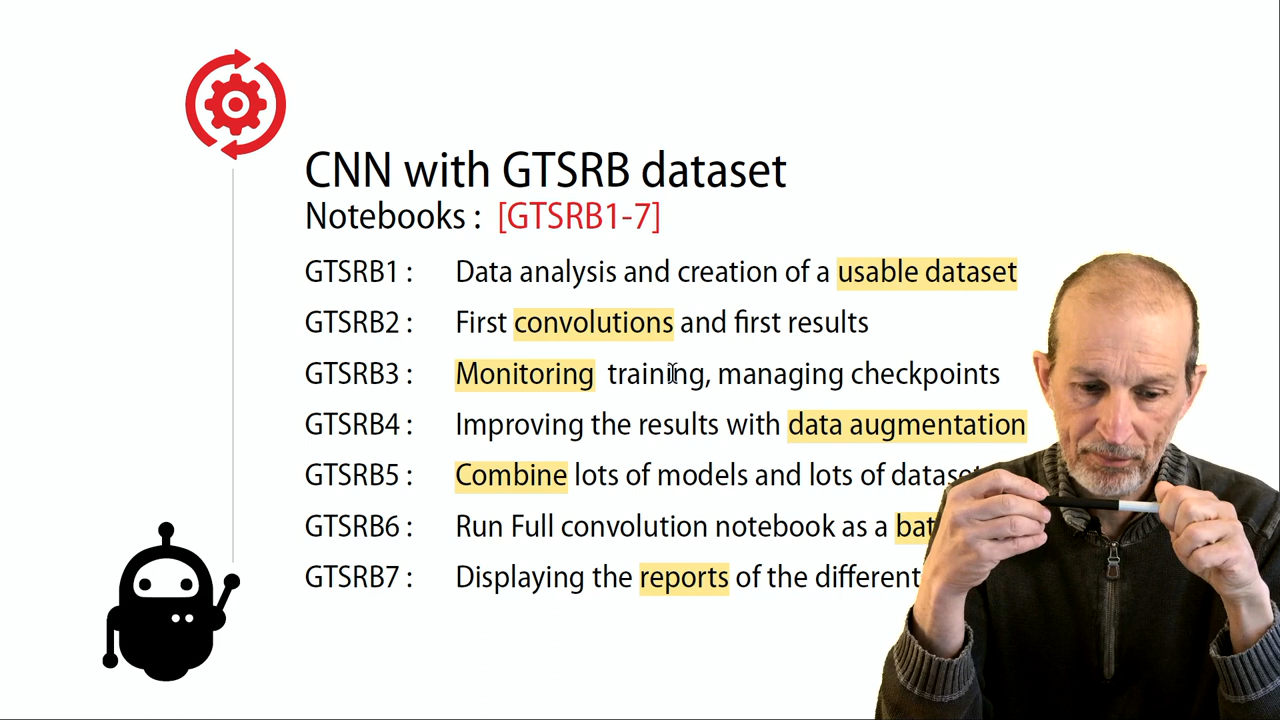 CNN with GTSRB dataset
Notebooks : [GTSRB1-7]
GTSRB1 : Data analysis and creation of a usable dataset
GTSRB2 : First convolutions and first results
GTSRB3 : Monitoring training, managing checkpoints
GTSRB4 : Improving the results with data augmentation
GTSRB5 : Combine lots of models and lots of
GTSRB6 : Run Full convolution notebook as a
GTSRB7 : Displaying the reports of the different